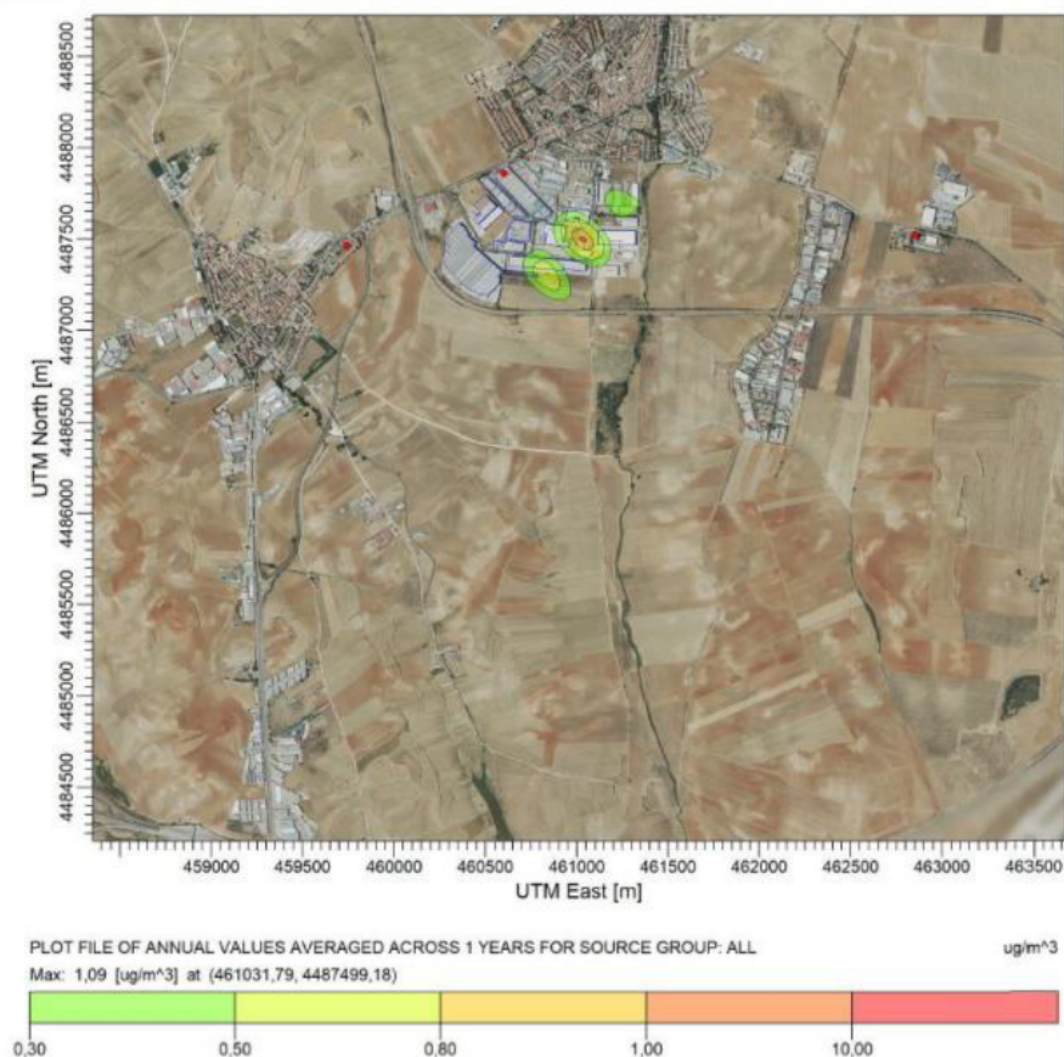 UTM North [m]
4488500
4488000
4487500
4487000
4486500
4486000
4485500
4485000
4484500
459000 459500 460000 460500 461000 461500 462000 462500 463000 463500
UTM East [m]
PLOT FILE OF ANNUAL VALUES AVERAGED ACROSS 1 YEARS FOR SOURCE GROUP: ALL ug/m^3
Max: 1,09 [ug/m^3] at (461031,79, 4487499,18)
0,30 0,50 0,80 1,00 10,00